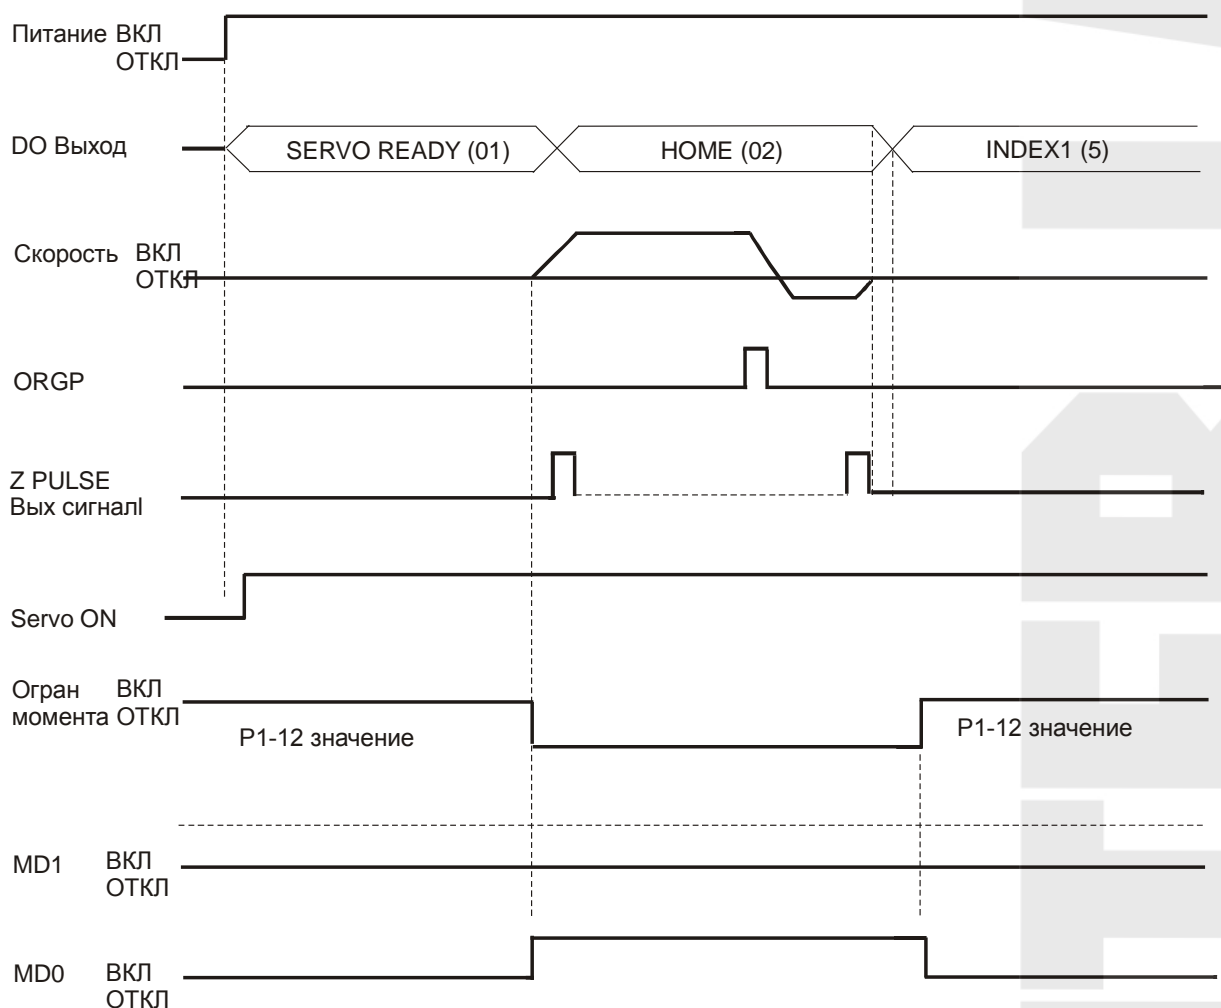 Питание ВКЛ
ОТКЛ
DO Выход
SERVO READY (01)
HOME (02)
INDEX1 (5)
Скорость ВКЛ
ОТКЛ
ORGP
Z PULSE
Вых сигналl
Servo ON
Огран ВКЛ
момента ОТКЛ
P1-12 значение
P1-12 значение
MD1 ВКЛ
ОТКЛ
MD0 ВКЛ
ОТКЛ